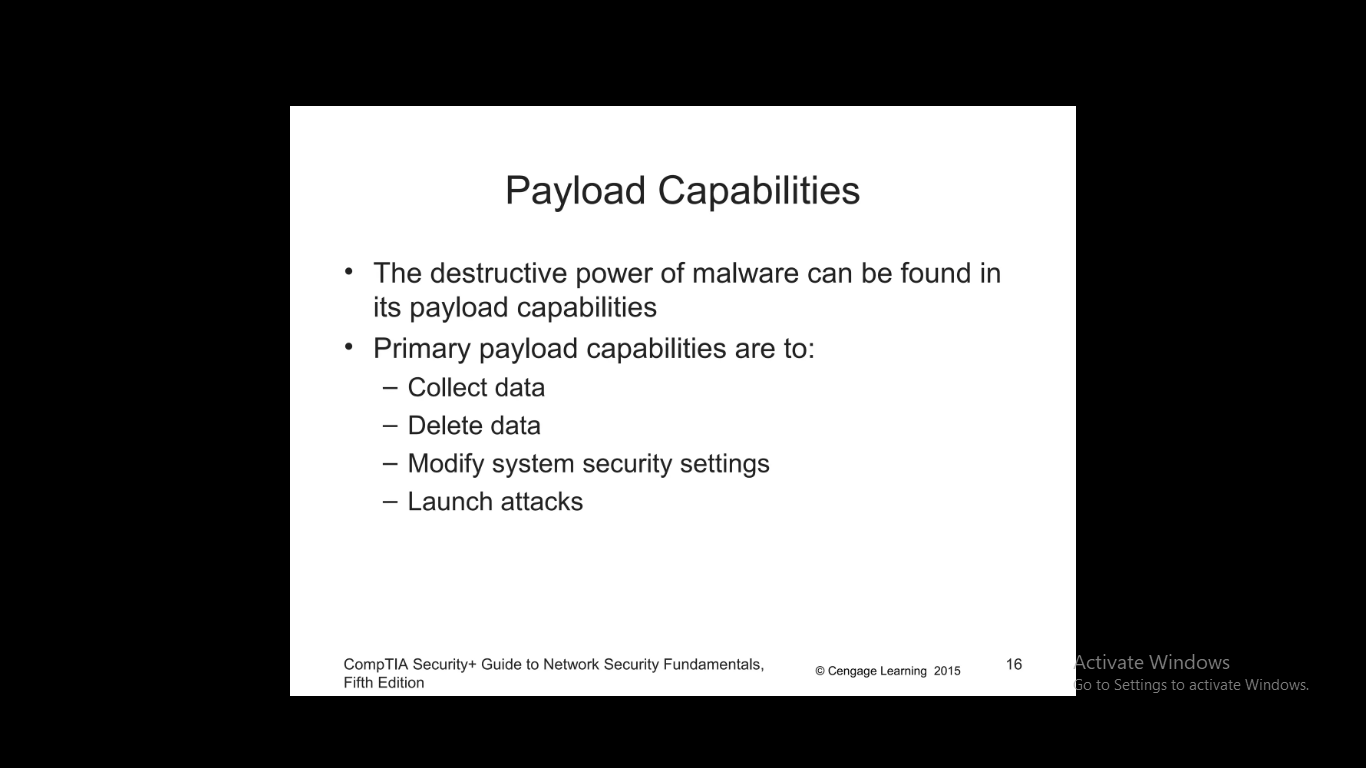 Payload Capabilities
• The destructive power of malware can be found in
its payload capabilities
• Primary payload capabilities are to:
– Collect data
– Delete data
– Modify system security settings
– Launch attacks
CompTIA Security+ Guide to Network Security Fundamentals,
Fifth Edition
© Cengage Learning 2015
16
Activate Windows
Go to Settings to activate Windows.